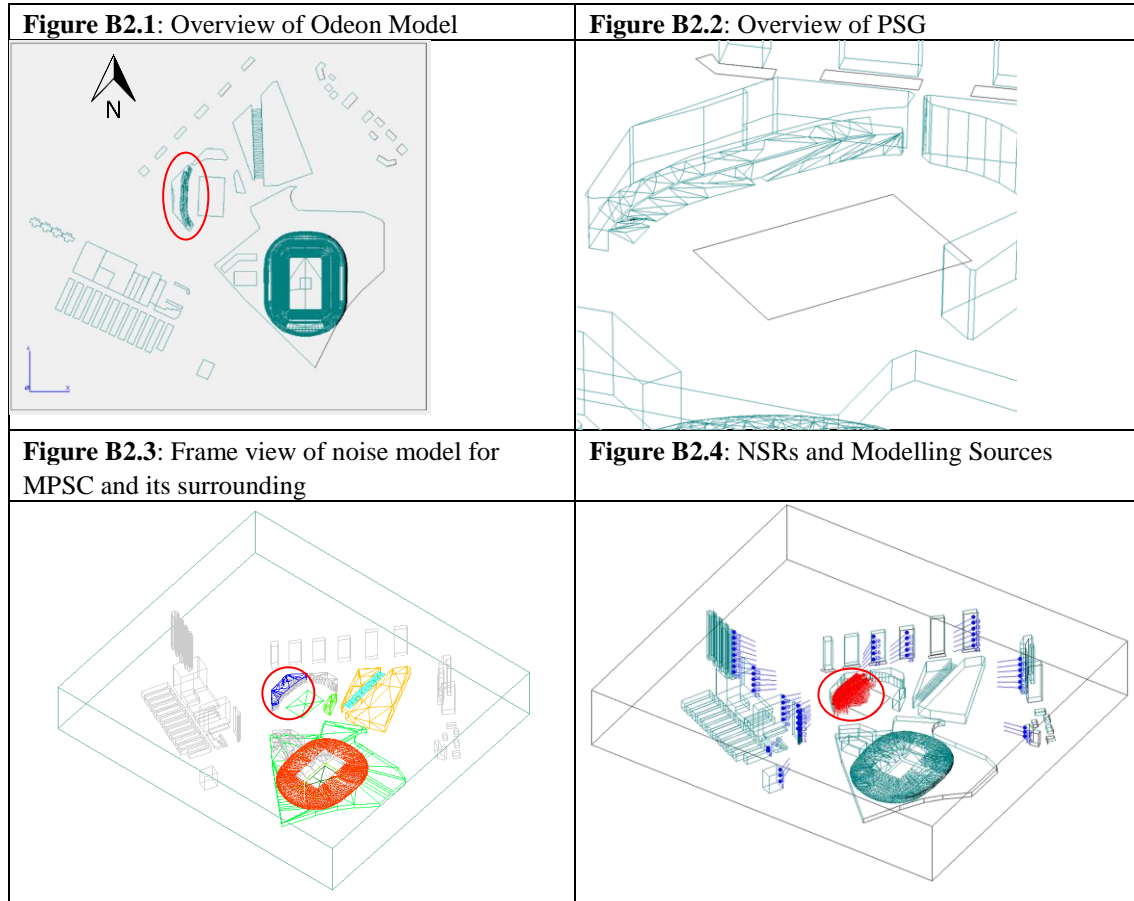 Figure B2.1: Overview of Odeon Model
Figure B2.2: Overview of PSG
N
Figure B2.3: Frame view of noise model for
MPSC and its surrounding
Figure B2.4: NSRs and Modelling Sources